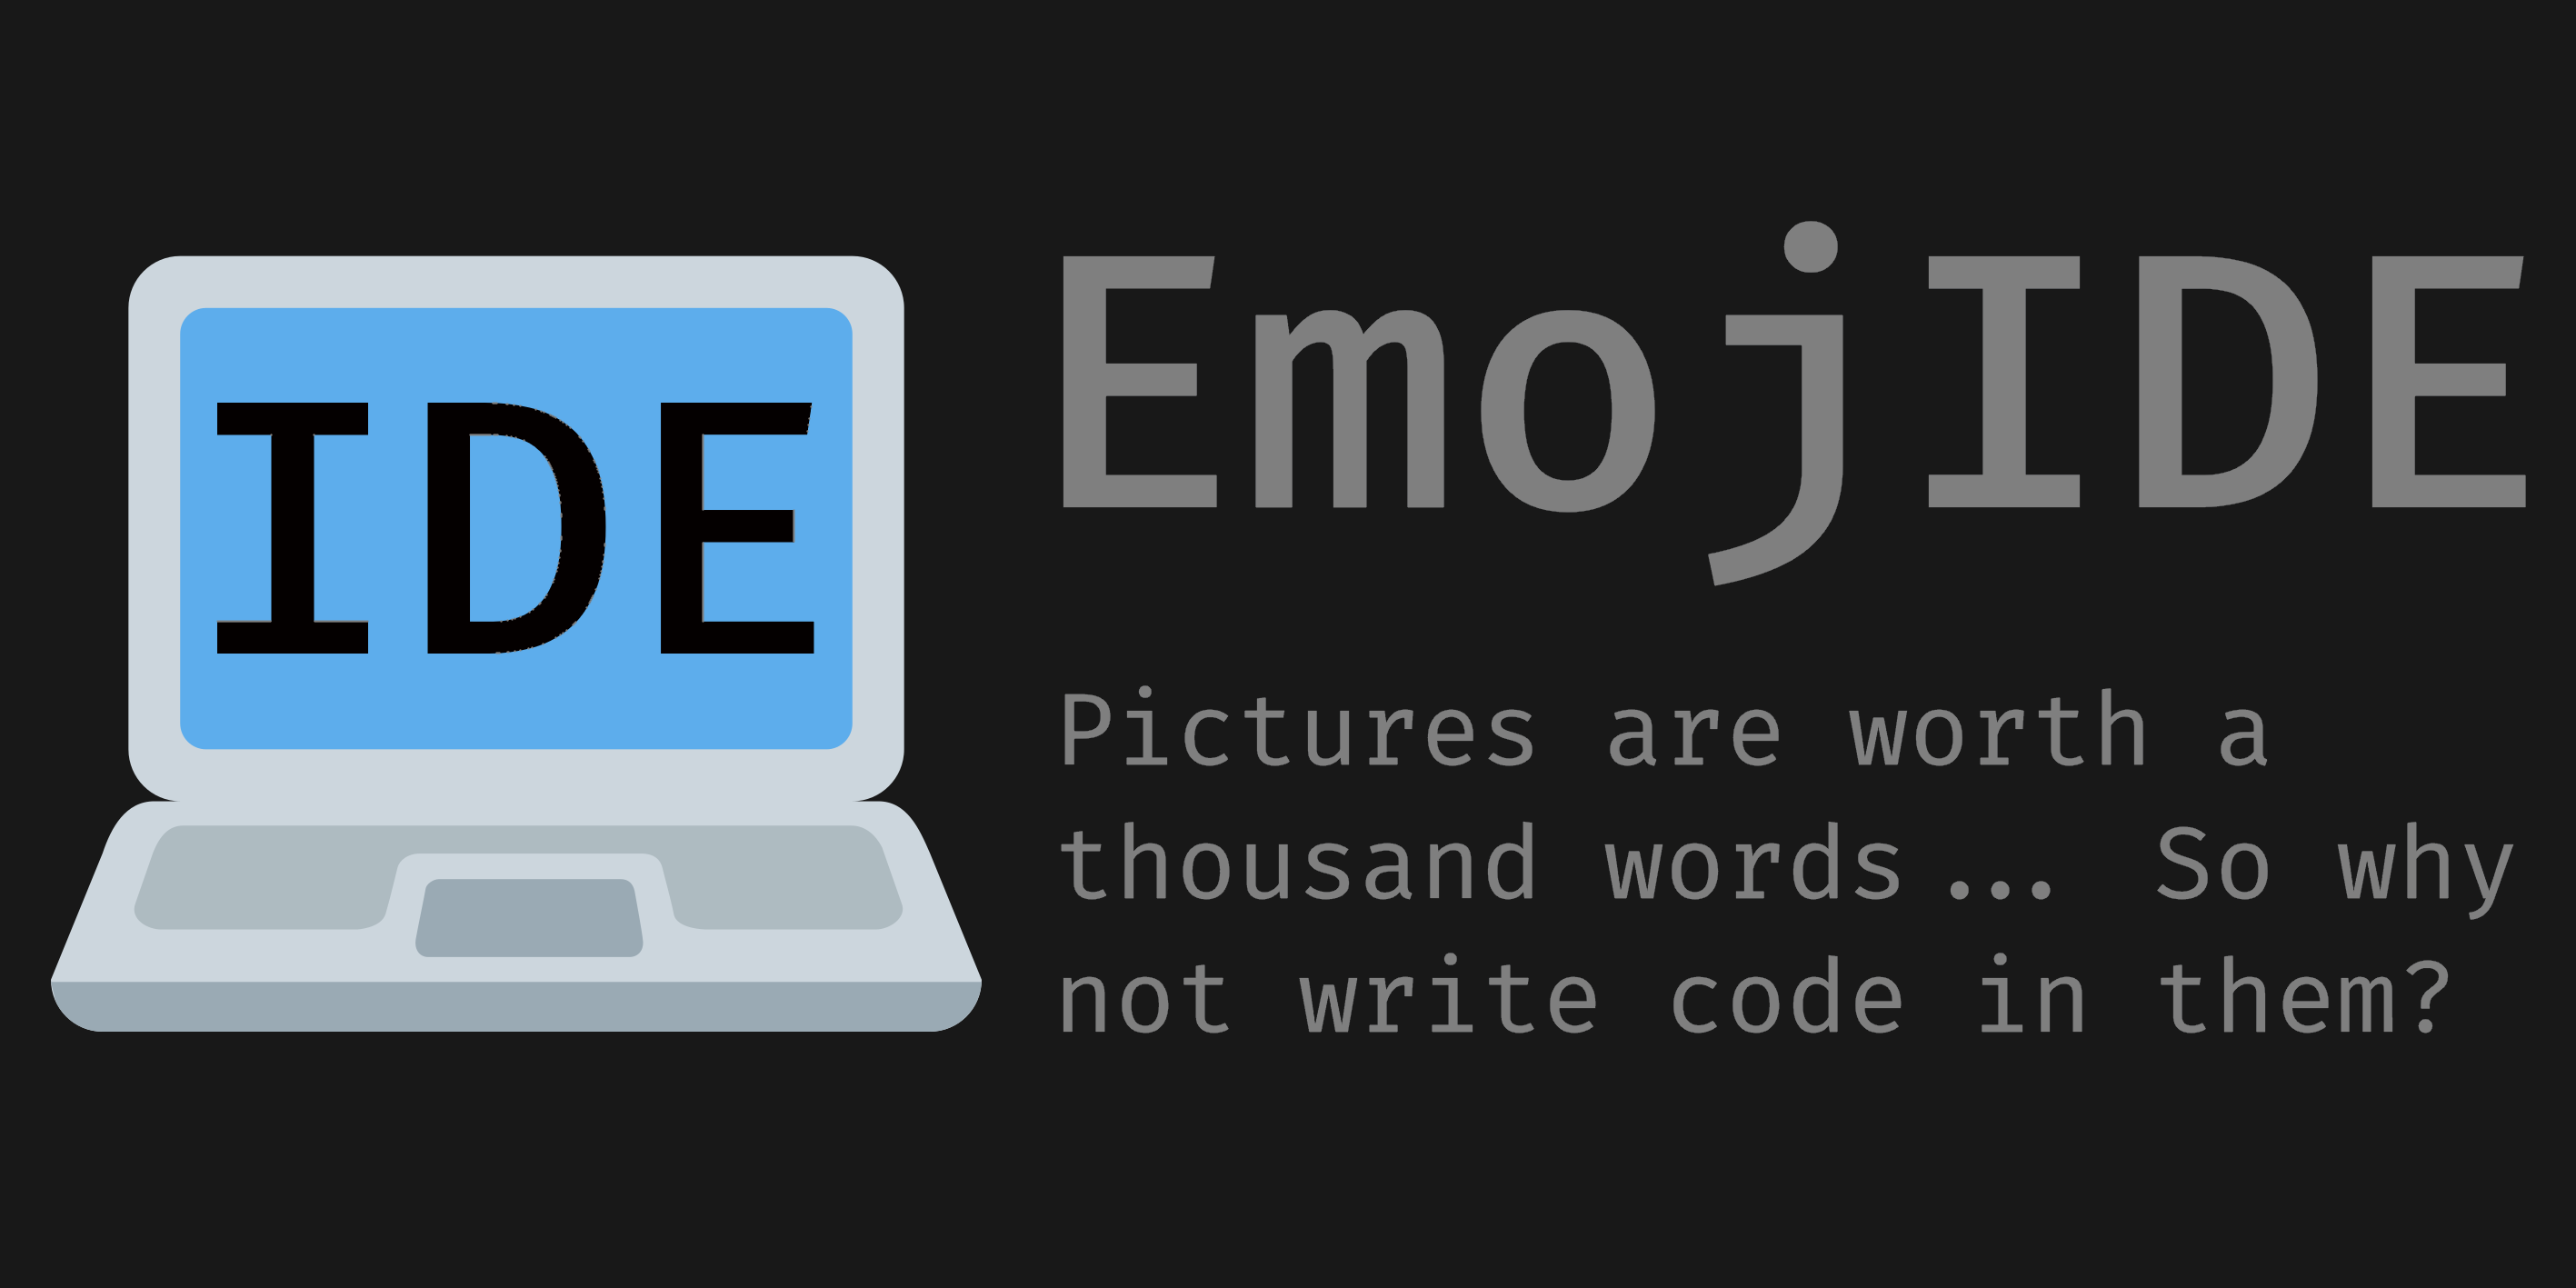 IDE
EmojIDE
Pictures are worth a
thousand words... So why
not write code in them?